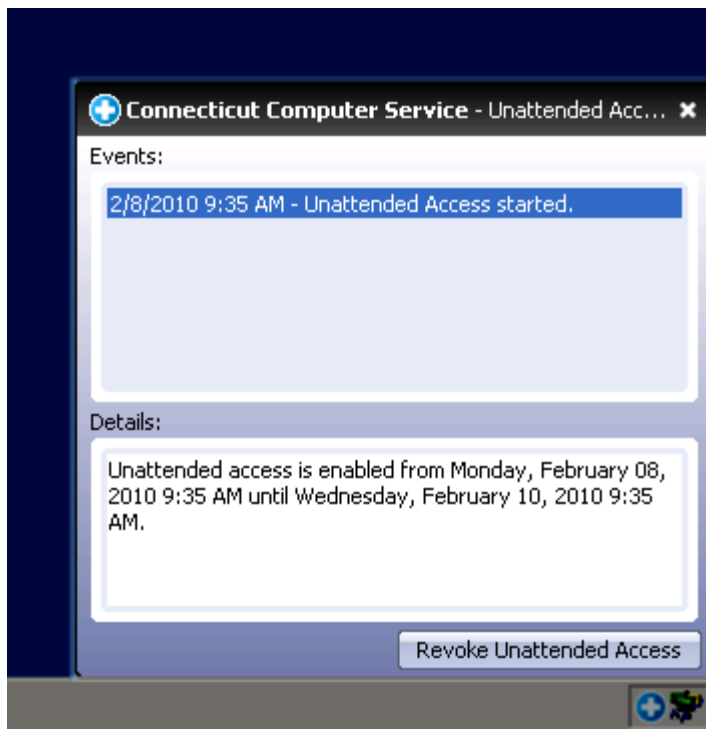 Connecticut Computer Service - Unattended Acc...
Events:
2/8/2010 9:35 AM - Unattended Access started.
Details:
Unattended access is enabled from Monday, February 08,
2010 9:35 AM until Wednesday, February 10, 2010 9:35
AM.
Revoke Unattended Access